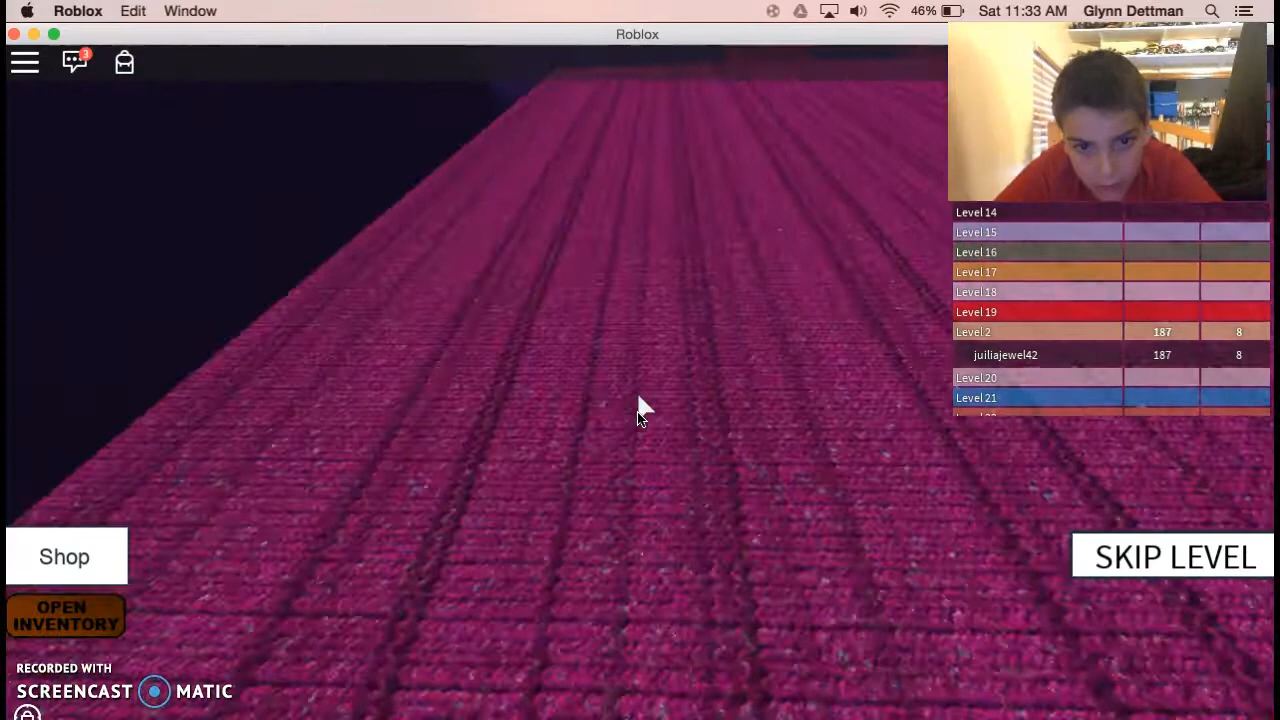 Roblox Edit Window 46% Sat 11:33 AM Glynn Dettman
Roblox
3
Level 14
Level 15
Level 16
Level 17
Level 18
Level 19
Level 2 187 8
juiliajewel42 187 8
Level 20
Level 21
Shop
SKIP LEVEL
OPEN
INVENTORY
RECORDED WITH
SCREENCAST MATIC